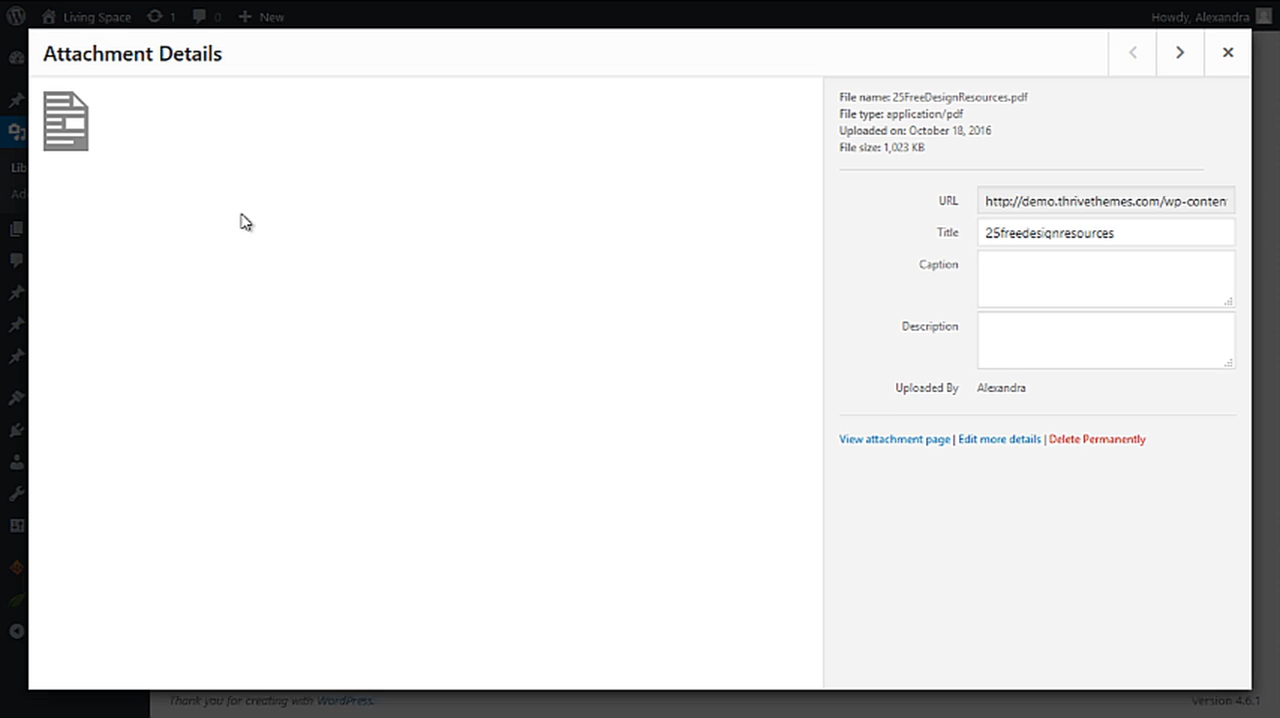 Living Space 1 0 New Howdy, Alexandra
Attachment Details
File name: 25FreeDesignResources.pdf
File type: application/pdf
Uploaded on: October 18, 2016
File size: 1,023 KB
URL http://demo.thrivethemes.com/wp-conten
Title 25freedesignresources
Caption
Description
Uploaded By Alexandra
View attachment page | Edit more details | Delete Permanently
Lib
Ad
Thank you for creating with WordPress. Version 4.6.1